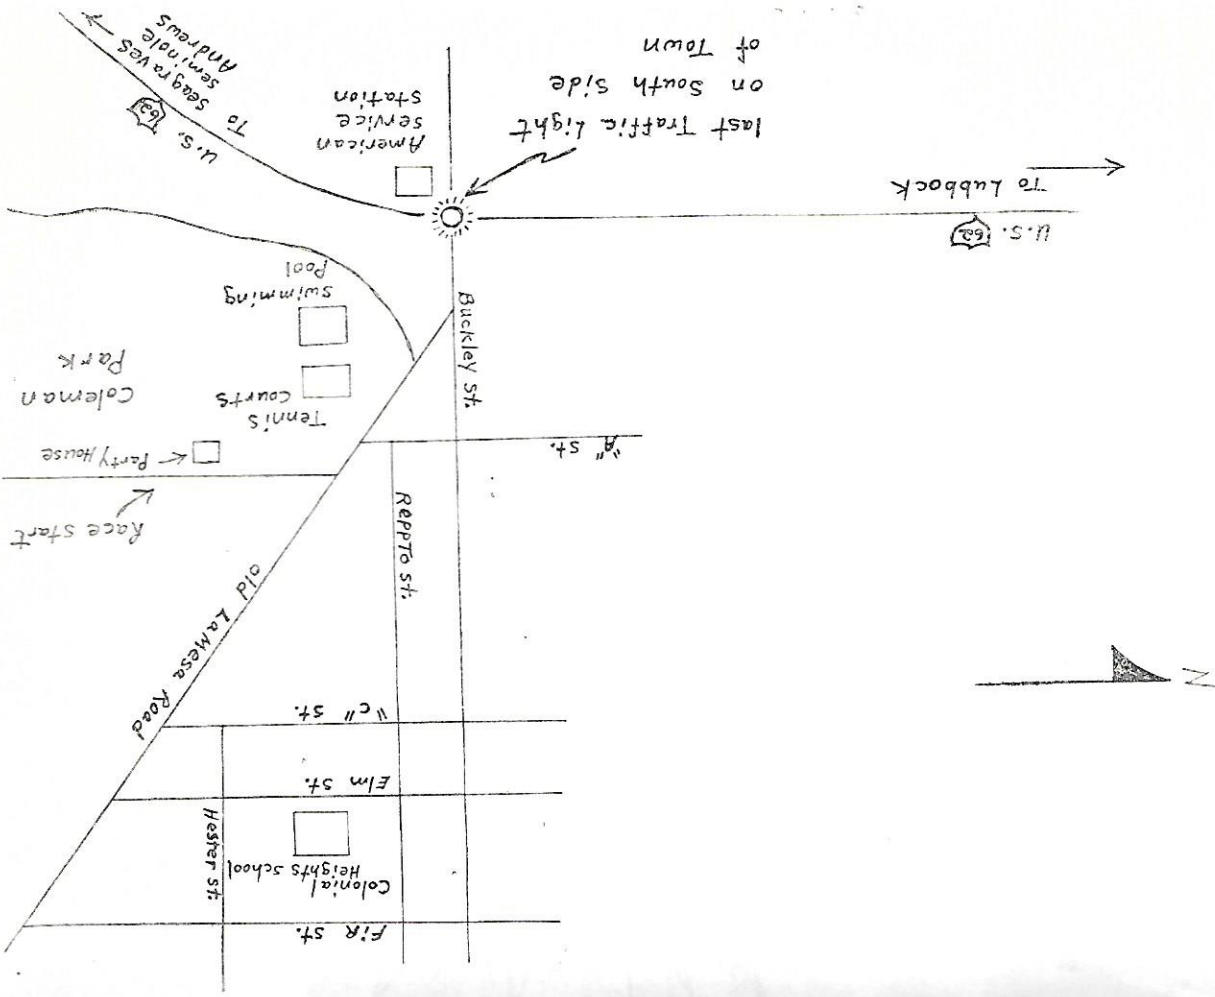 Fir St.
Colonial
Heights School
Hester St.
Elm St.
"C" St.
Old LaMesa Road
Reppto St.
Race Start
Party House
"A" St.
Tennis
Courts
Coleman
Park
Buckley St.
Swimming
Pool
U.S. 62
To Lubbock
American
Service
Station
last Traffic Light
on South Side
of Town
U.S. 62
To
Seagraves
Seminole
Andrews
N